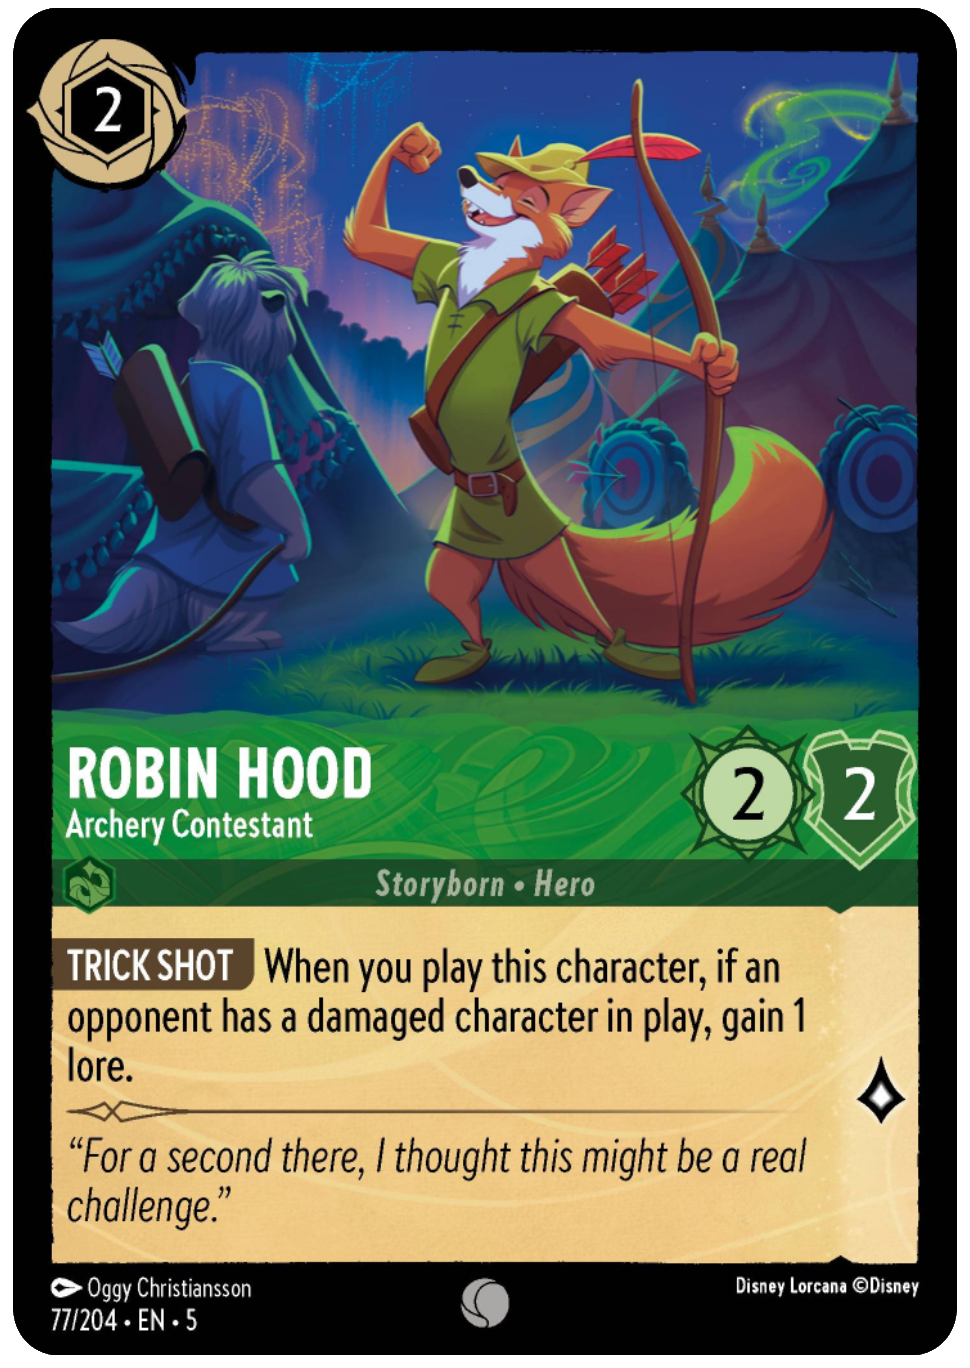 2
ROBIN HOOD
Archery Contestant
2
2
Storyborn • Hero
TRICK SHOT When you play this character, if an
opponent has a damaged character in play, gain 1
lore.
“For a second there, I thought this might be a real
challenge.”
Oggy Christiansson
77/204 • EN • 5
Disney Lorcana ©Disney